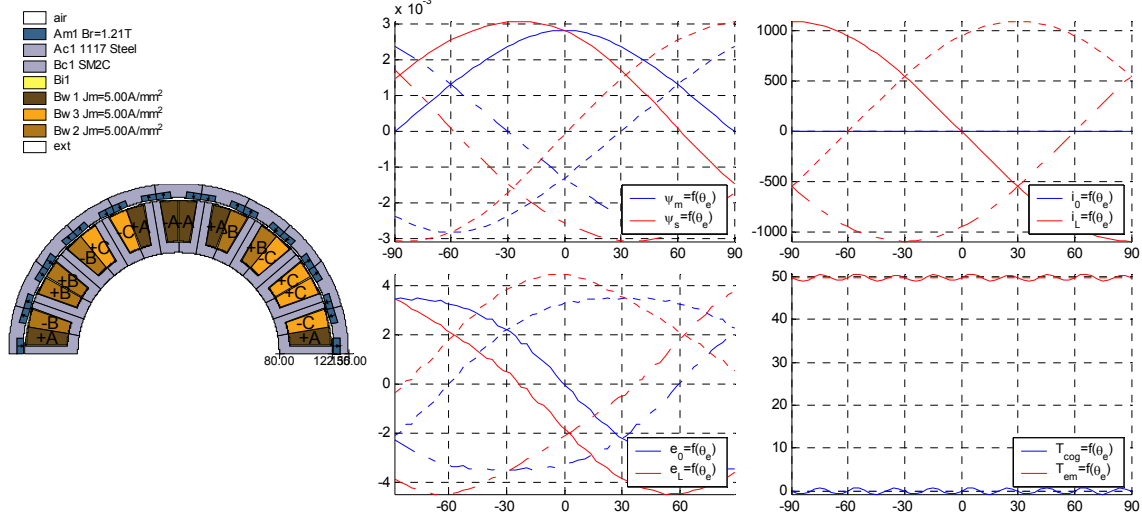 air
Am1 Br=1.21T
Ac1 1117 Steel
Bc1 SM2C
Bi1
Bw 1 Jm=5.00A/mm²
Bw 3 Jm=5.00A/mm²
Bw 2 Jm=5.00A/mm²
ext
+A
-B
+B
+B
-B
+C
-C
+A
-A
-A
+A
-B
+B
-C
+C
+C
-C
+A
80.00
x 10⁻³
3
2
1
0
-1
-2
-3
-90 -60 -30 0 30 60 90
ψm=f(θe)
ψs=f(θe)
1000
500
0
-500
-1000
-90 -60 -30 0 30 60 90
i0=f(θe)
iL=f(θe)
4
2
0
-2
-4
-90 -60 -30 0 30 60 90
e0=f(θe)
eL=f(θe)
50
40
30
20
10
0
-90 -60 -30 0 30 60 90
Tcog=f(θe)
Tem=f(θe)